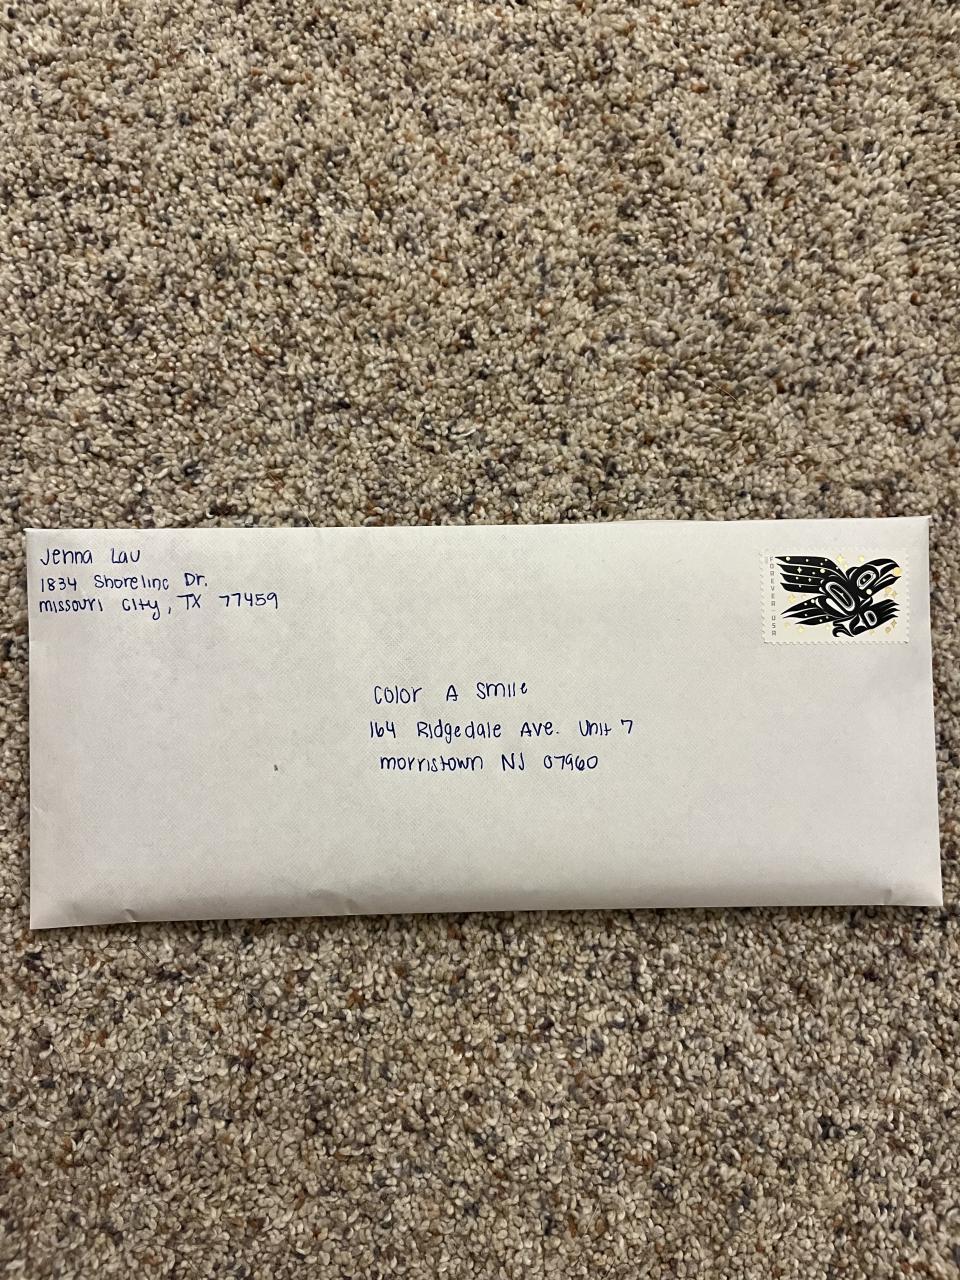 Jenna Lau
1834 Shoreline Dr.
Missouri City, TX 77459
FOREVER USA
Color A Smile
164 Ridgedale Ave. Unit 7
Morristown NJ 07960